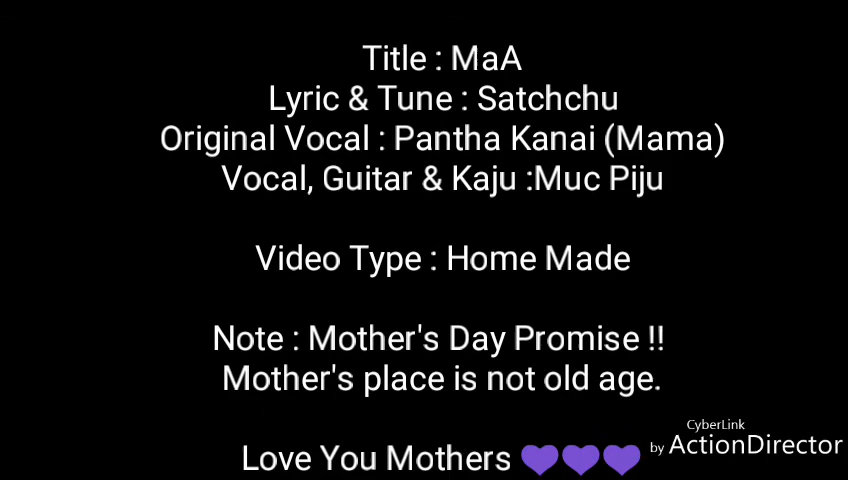 Title : MaA
Lyric & Tune : Satchchu
Original Vocal : Pantha Kanai (Mama)
Vocal, Guitar & Kaju :Muc Piju
Video Type : Home Made
Note : Mother's Day Promise !!
Mother's place is not old age.
Love You Mothers 💜💜💜
CyberLink
by ActionDirector